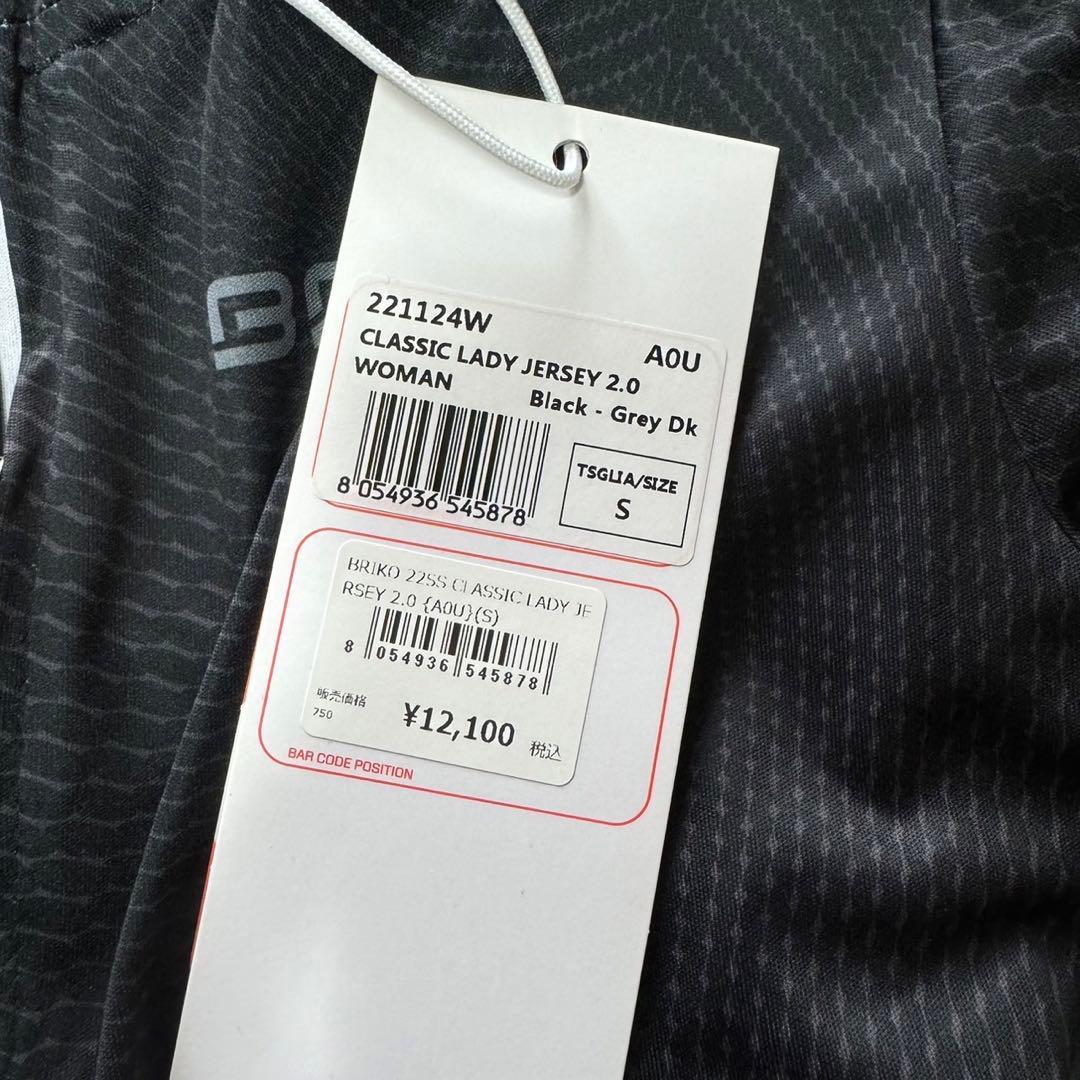 221124W
A0U
CLASSIC LADY JERSEY 2.0
WOMAN
Black - Grey Dk
8 054936 545878
TSGLIA/SIZE
S
BRIKO 22SS CLASSIC LADY JE
RSEY 2.0 {A0U}(S)
8 054936 545878
販売価格
750
¥12,100 税込
BAR CODE POSITION